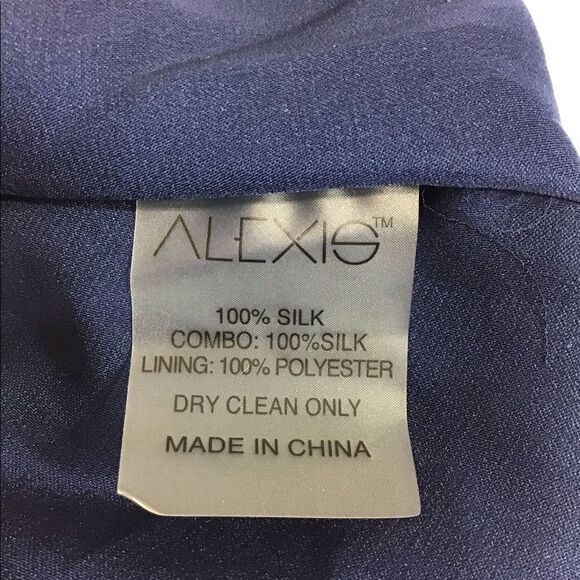 ALEXIS™
100% SILK
COMBO: 100%SILK
LINING: 100% POLYESTER
DRY CLEAN ONLY
MADE IN CHINA